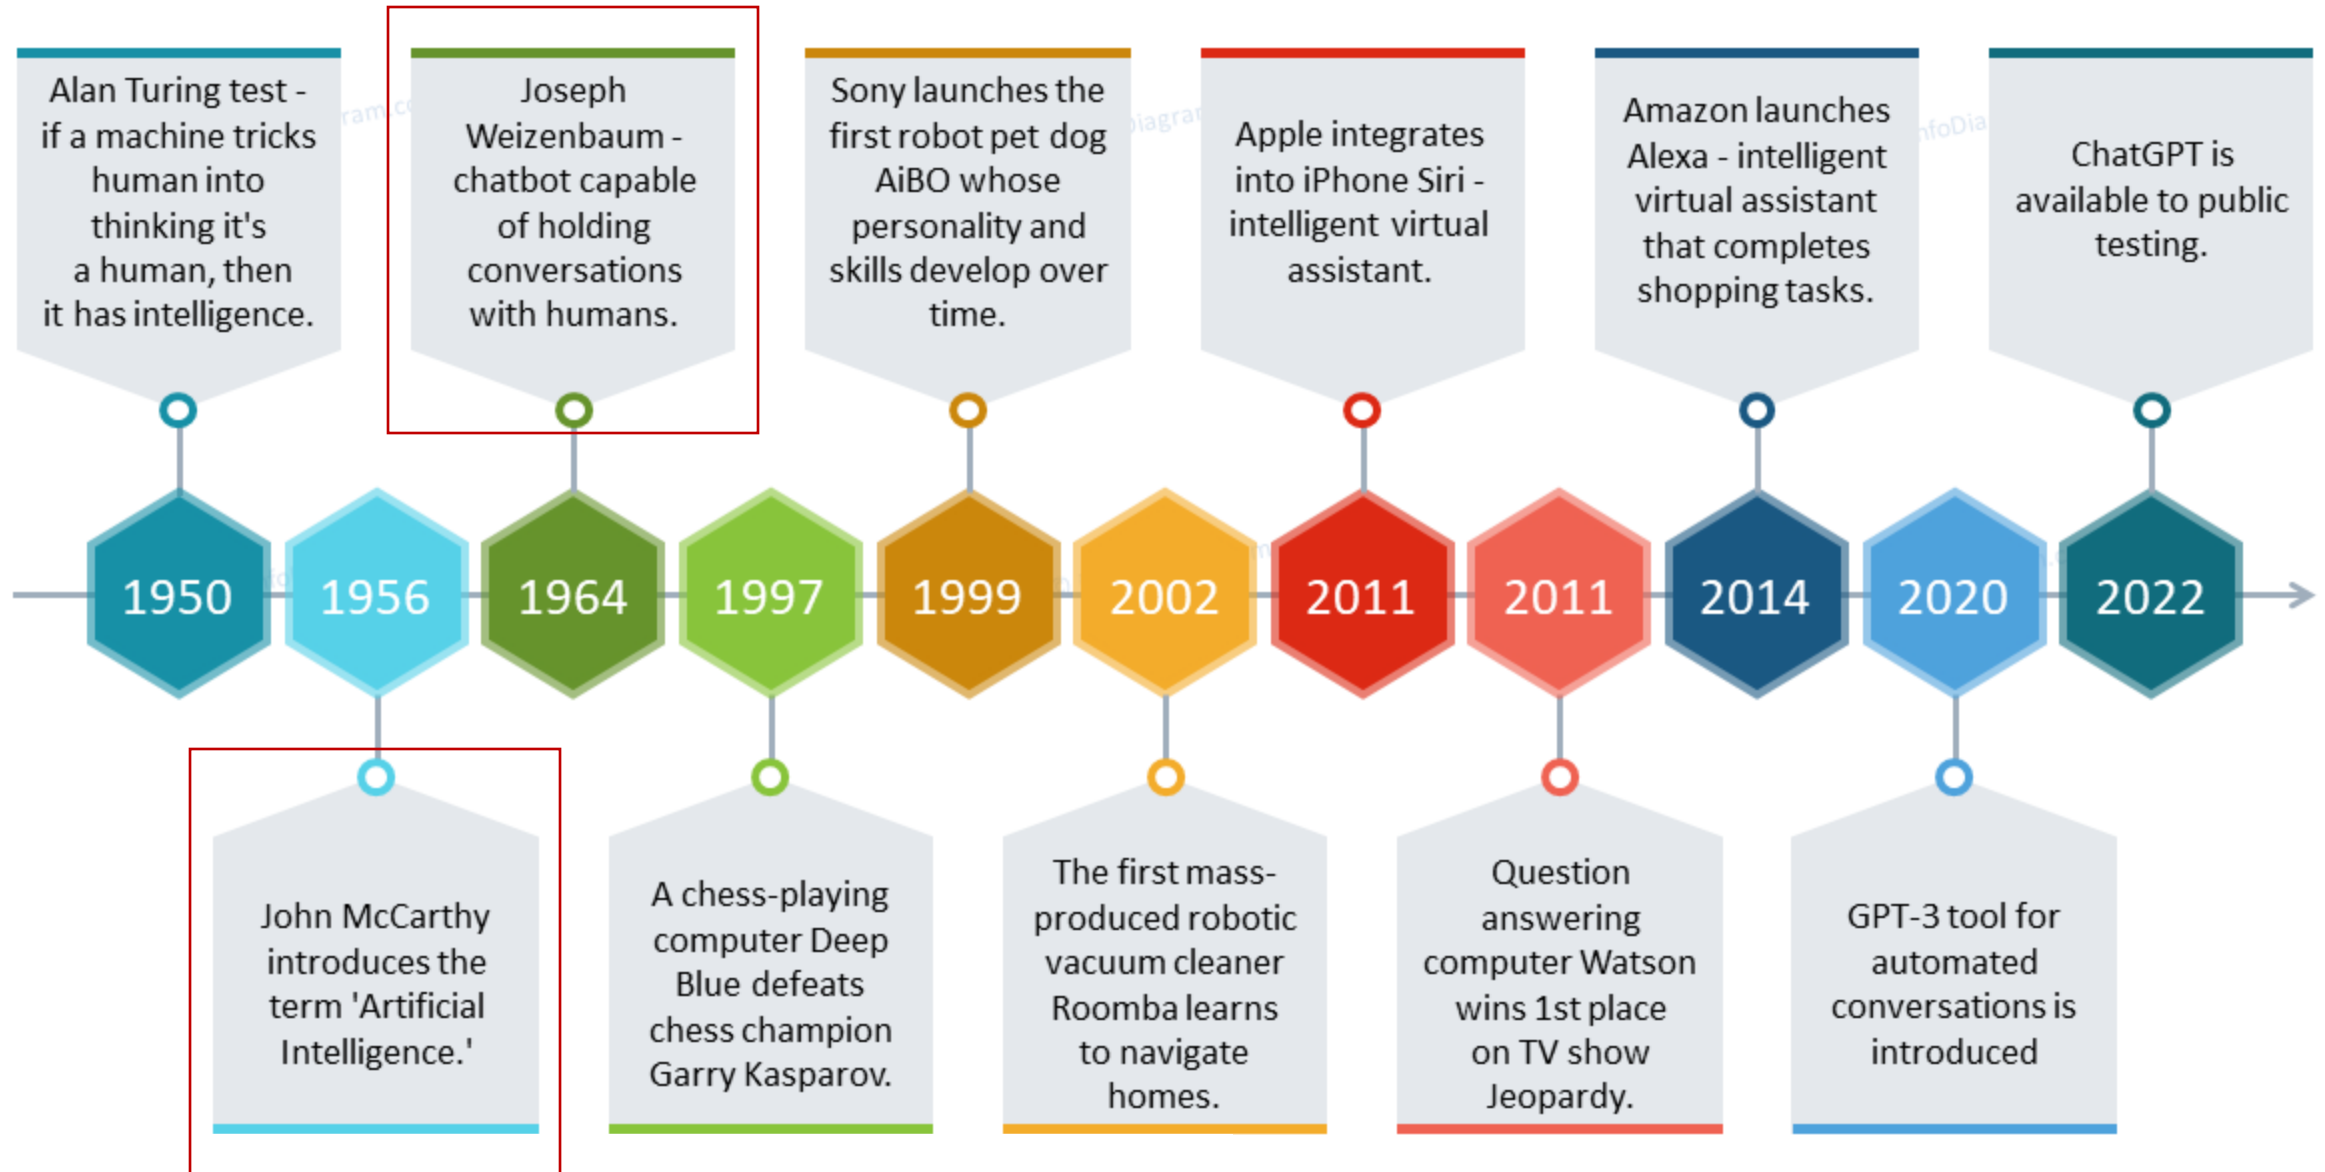 Alan Turing test -
if a machine tricks
human into
thinking it's
a human, then
it has intelligence.
Joseph
Weizenbaum -
chatbot capable
of holding
conversations
with humans.
Sony launches the
first robot pet dog
AiBO whose
personality and
skills develop over
time.
Apple integrates
into iPhone Siri -
intelligent virtual
assistant.
Amazon launches
Alexa - intelligent
virtual assistant
that completes
shopping tasks.
ChatGPT is
available to public
testing.
1950
1956
1964
1997
1999
2002
2011
2011
2014
2020
2022
John McCarthy
introduces the
term 'Artificial
Intelligence.'
A chess-playing
computer Deep
Blue defeats
chess champion
Garry Kasparov.
The first mass-
produced robotic
vacuum cleaner
Roomba learns
to navigate
homes.
Question
answering
computer Watson
wins 1st place
on TV show
Jeopardy.
GPT-3 tool for
automated
conversations is
introduced